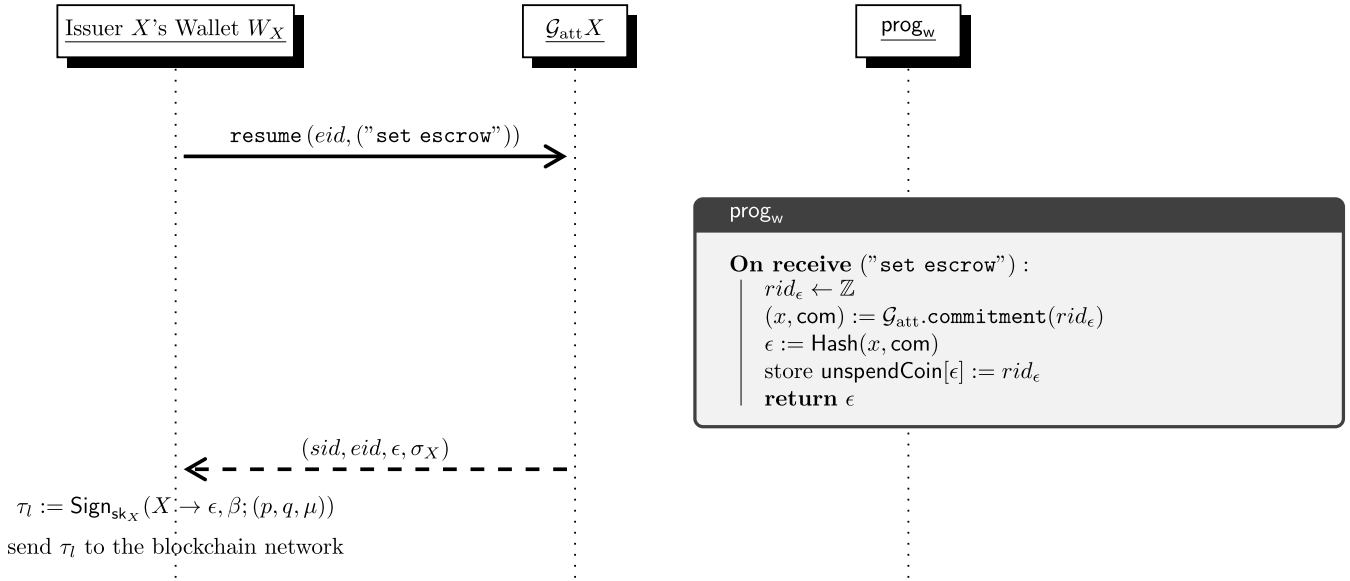 Issuer X's Wallet W_X
𝒢_att X
prog_w
resume (eid, ("set escrow"))
prog_w
On receive ("set escrow") :
rid_ϵ ← ℤ
(x, com) := 𝒢_att.commitment(rid_ϵ)
ϵ := Hash(x, com)
store unspendCoin[ϵ] := rid_ϵ
return ϵ
(sid, eid, ϵ, σ_X)
τ_l := Sign_sk_X (X → ϵ, β; (p, q, μ))
send τ_l to the blockchain network